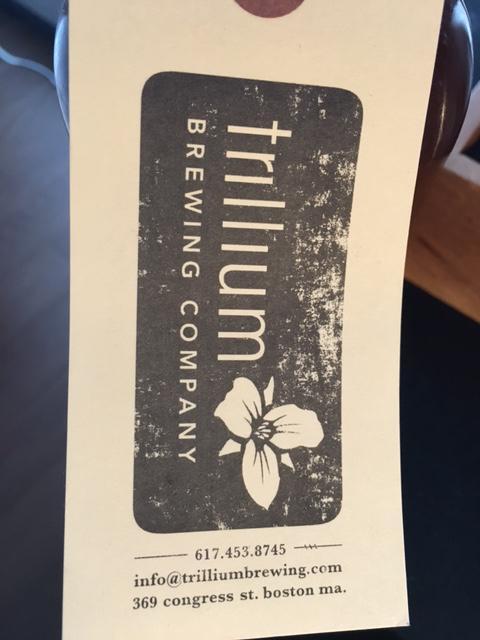 trillium
BREWING COMPANY
617.453.8745
info@trilliumbrewing.com
369 congress st. boston ma.